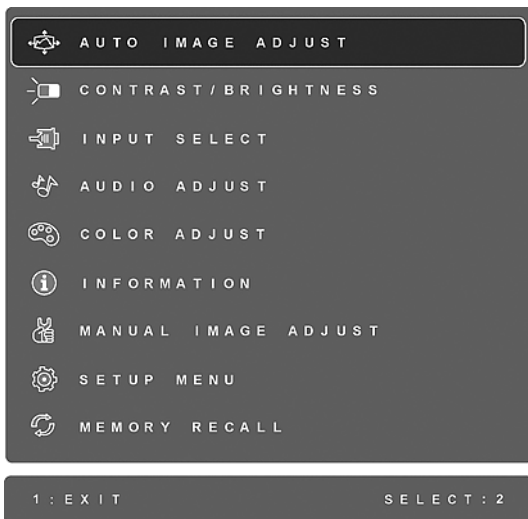 AUTO IMAGE ADJUST
CONTRAST/BRIGHTNESS
INPUT SELECT
AUDIO ADJUST
COLOR ADJUST
INFORMATION
MANUAL IMAGE ADJUST
SETUP MENU
MEMORY RECALL
1:EXIT SELECT:2